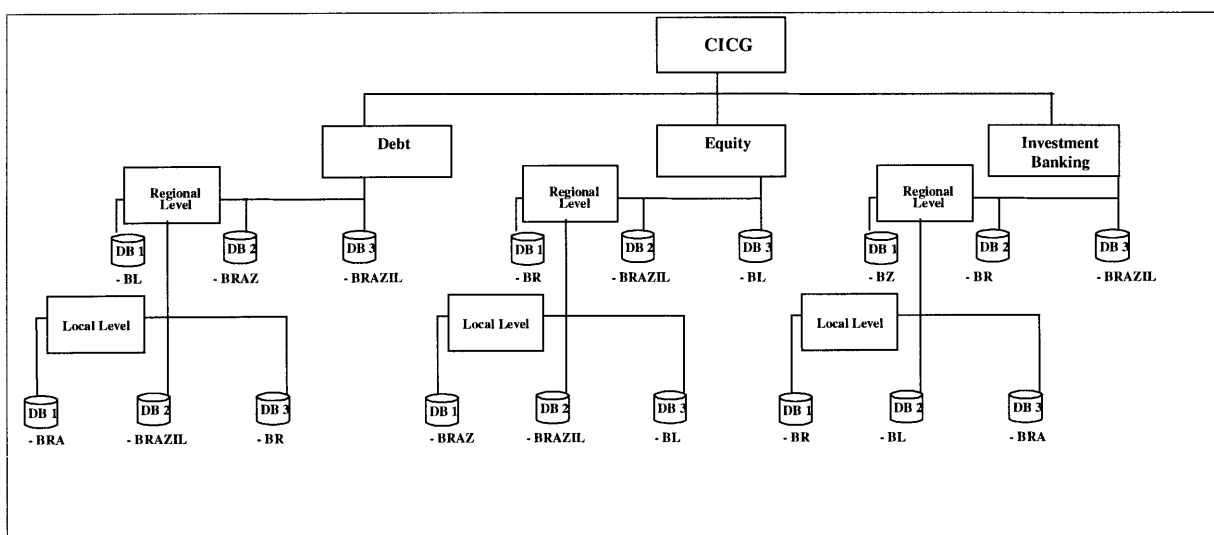 CICG
Debt
Equity
Investment
Banking
Regional
Level
Regional
Level
Regional
Level
DB 1
DB 2
DB 3
DB 1
DB 2
DB 3
DB 1
DB 2
DB 3
- BL
- BRAZ
- BRAZIL
- BR
- BRAZIL
- BL
- BZ
- BR
- BRAZIL
Local Level
Local Level
Local Level
DB 1
DB 2
DB 3
DB 1
DB 2
DB 3
DB 1
DB 2
DB 3
- BRA
- BRAZIL
- BR
- BRAZ
- BRAZIL
- BL
- BR
- BL
- BRA